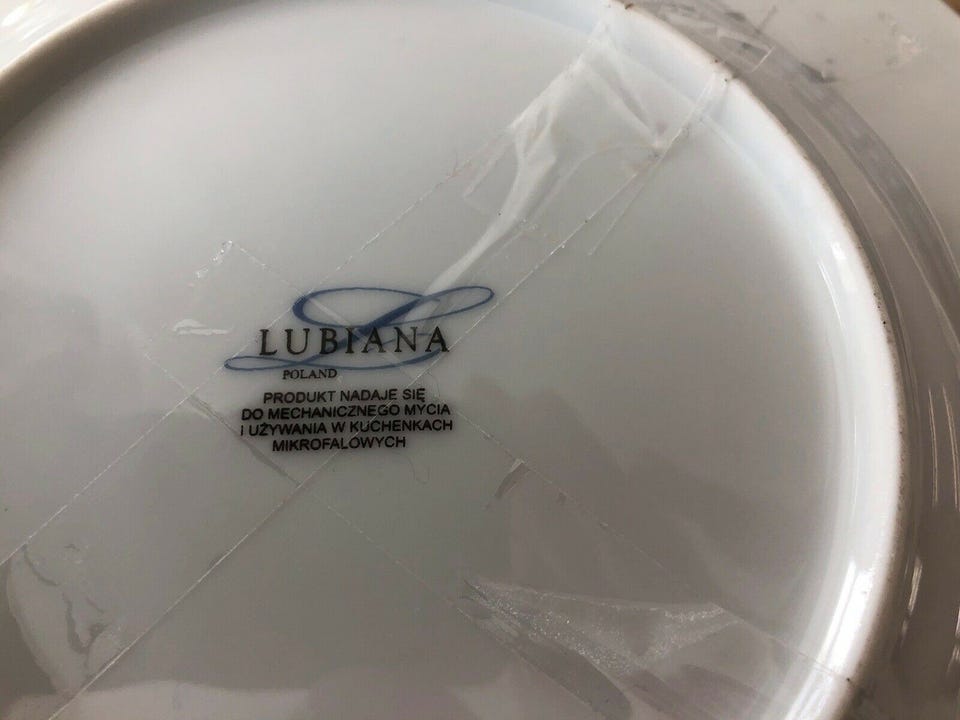 LUBIANA
POLAND
PRODUKT NADAJE SIĘ
DO MECHANICZNEGO MYCIA
I UŻYWANIA W KUCHENKACH
MIKROFALOWYCH